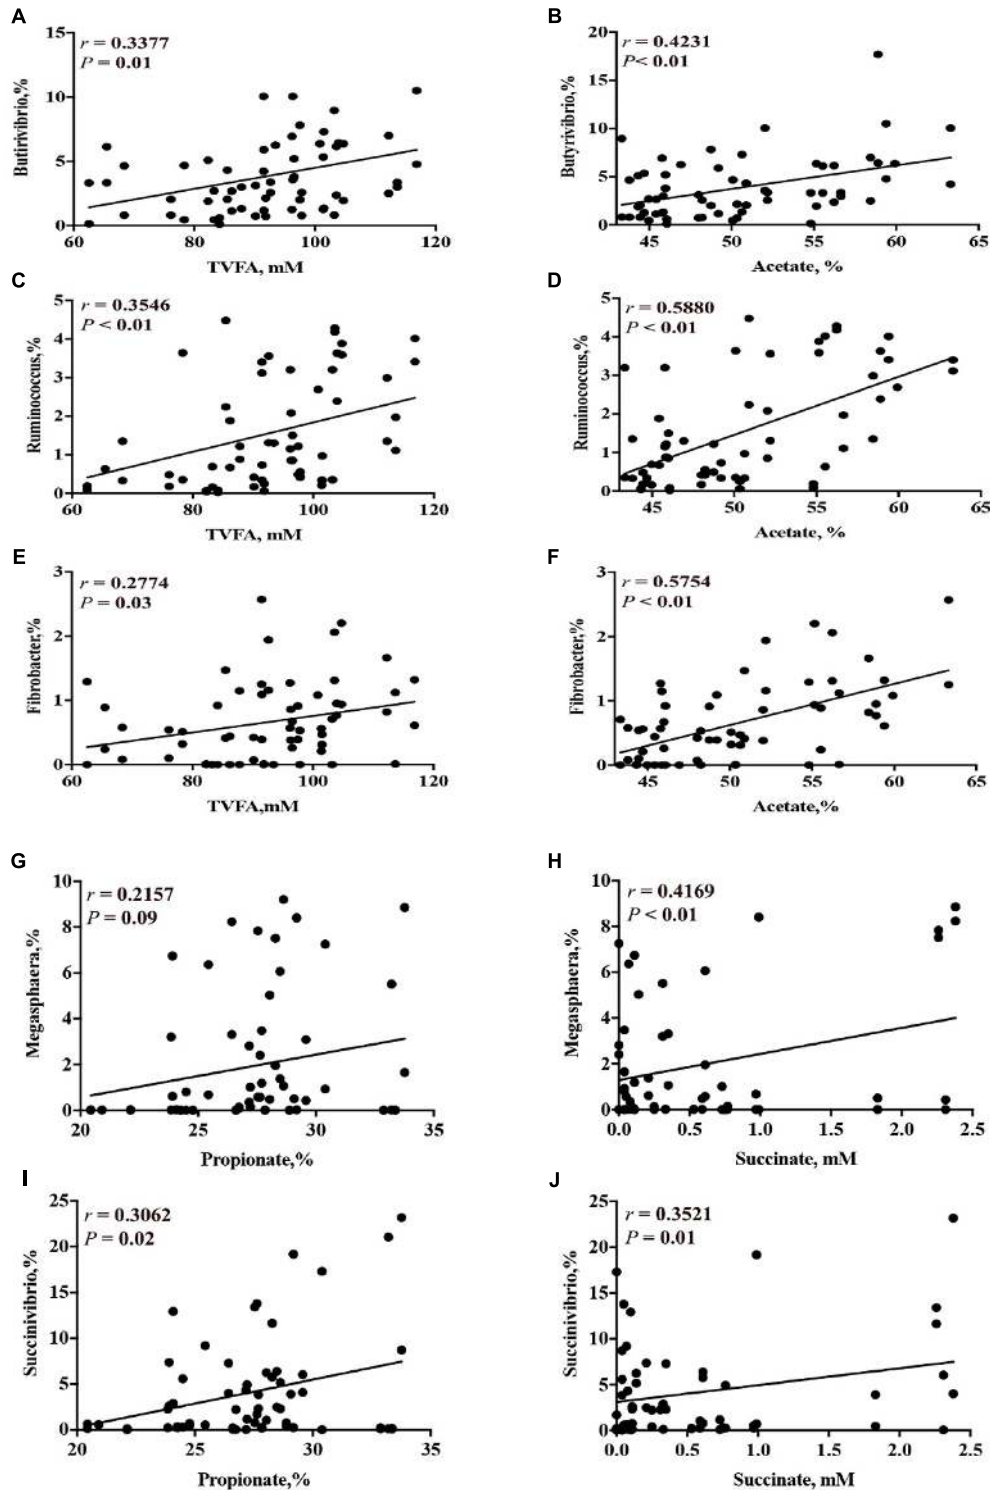 A
r = 0.3377
P = 0.01
Butirivibrio,%
15
10
5
0
60 80 100 120
TVFA, mM
B
r = 0.4231
P< 0.01
Butyrivibrio, %
20
15
10
5
0
45 50 55 60 65
Acetate, %
C
r = 0.3546
P < 0.01
Ruminococcus,%
5
4
3
2
1
0
60 80 100 120
TVFA, mM
D
r = 0.5880
P < 0.01
Ruminococcus,%
5
4
3
2
1
0
45 50 55 60 65
Acetate, %
E
r = 0.2774
P = 0.03
Fibrobacter,%
3
2
1
0
60 80 100 120
TVFA,mM
F
r = 0.5754
P < 0.01
Fibrobacter,%
3
2
1
0
45 50 55 60 65
Acetate,%
G
r = 0.2157
P = 0.09
Megasphaera,%
10
8
6
4
2
0
20 25 30 35
Propionate,%
H
r = 0.4169
P < 0.01
Megasphaera,%
10
8
6
4
2
0
0.0 0.5 1.0 1.5 2.0 2.5
Succinate, mM
I
r = 0.3062
P = 0.02
Succinivibrio,%
25
20
15
10
5
0
20 25 30 35
Propionate,%
J
r = 0.3521
P = 0.01
Succinivibrio,%
25
20
15
10
5
0
0.0 0.5 1.0 1.5 2.0 2.5
Succinate, mM